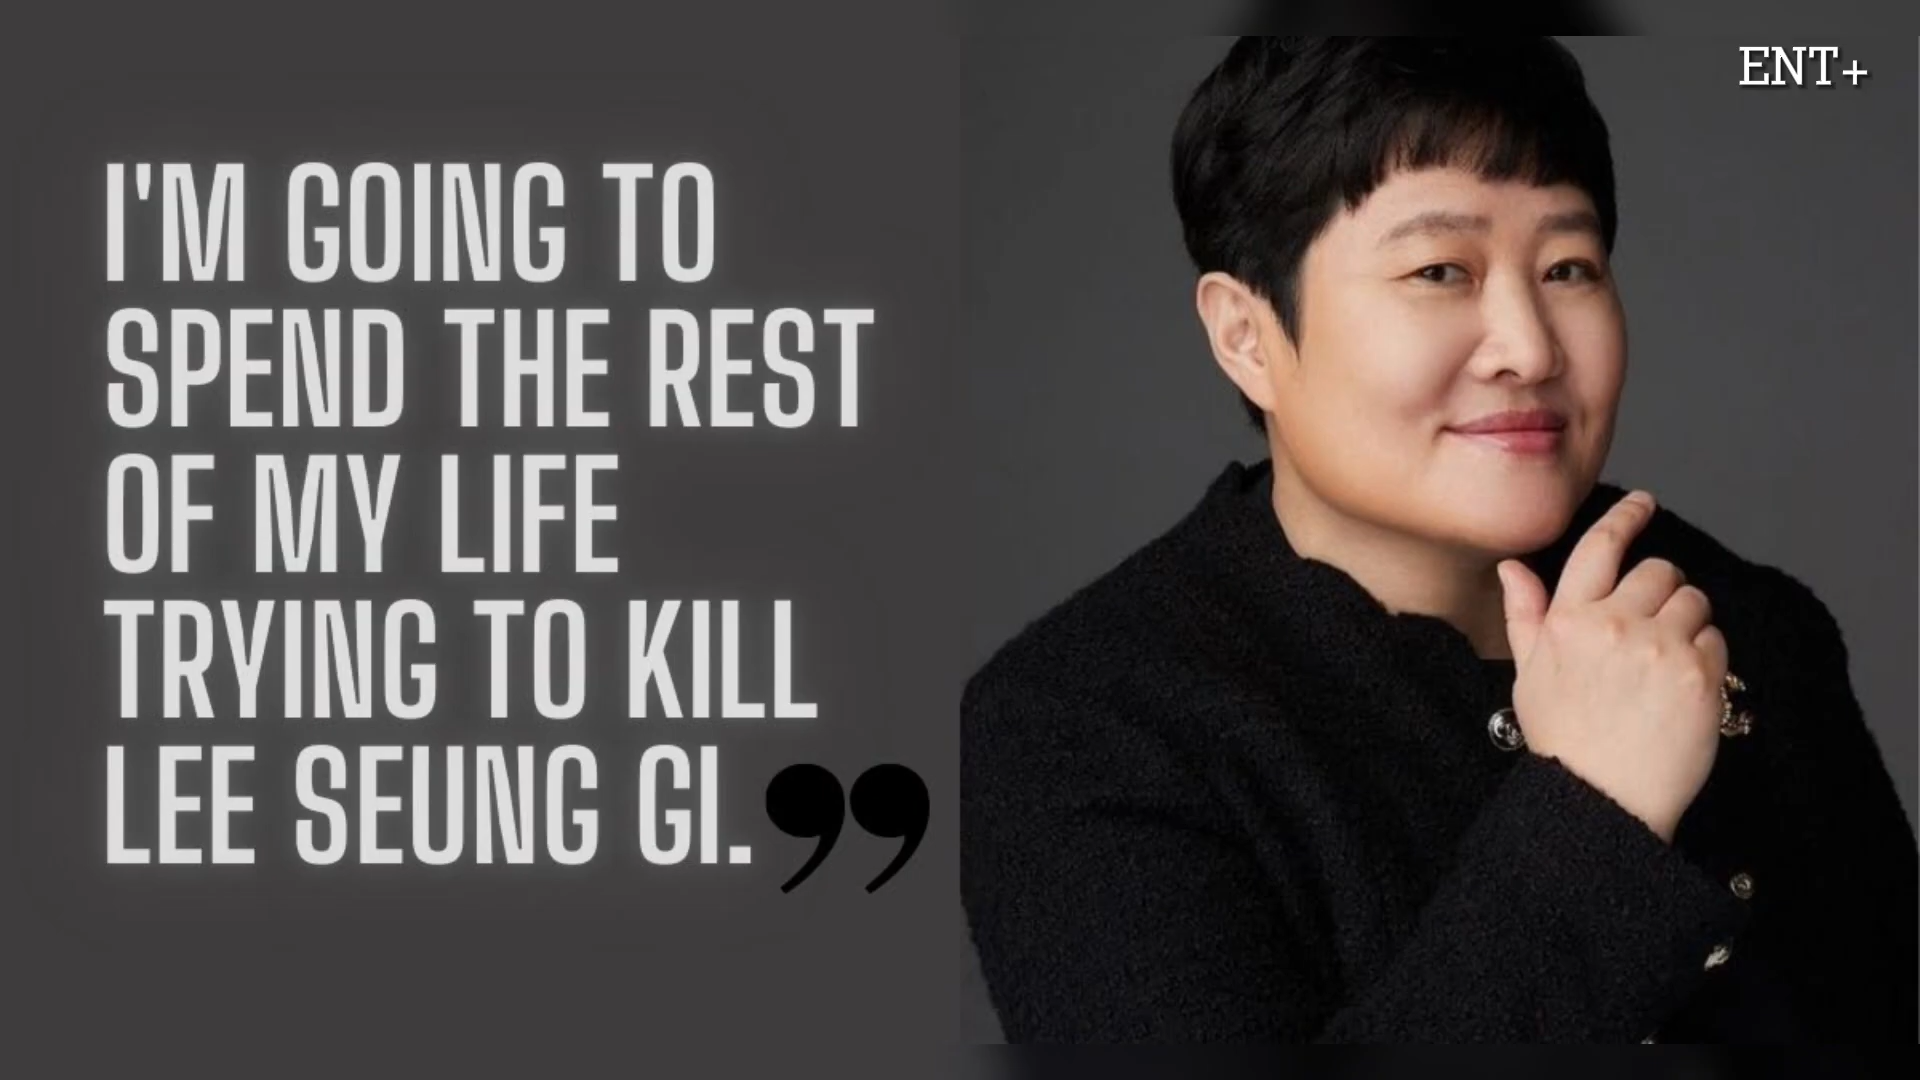 ENT+
I'M GOING TO
SPEND THE REST
OF MY LIFE
TRYING TO KILL
LEE SEUNG GI.”